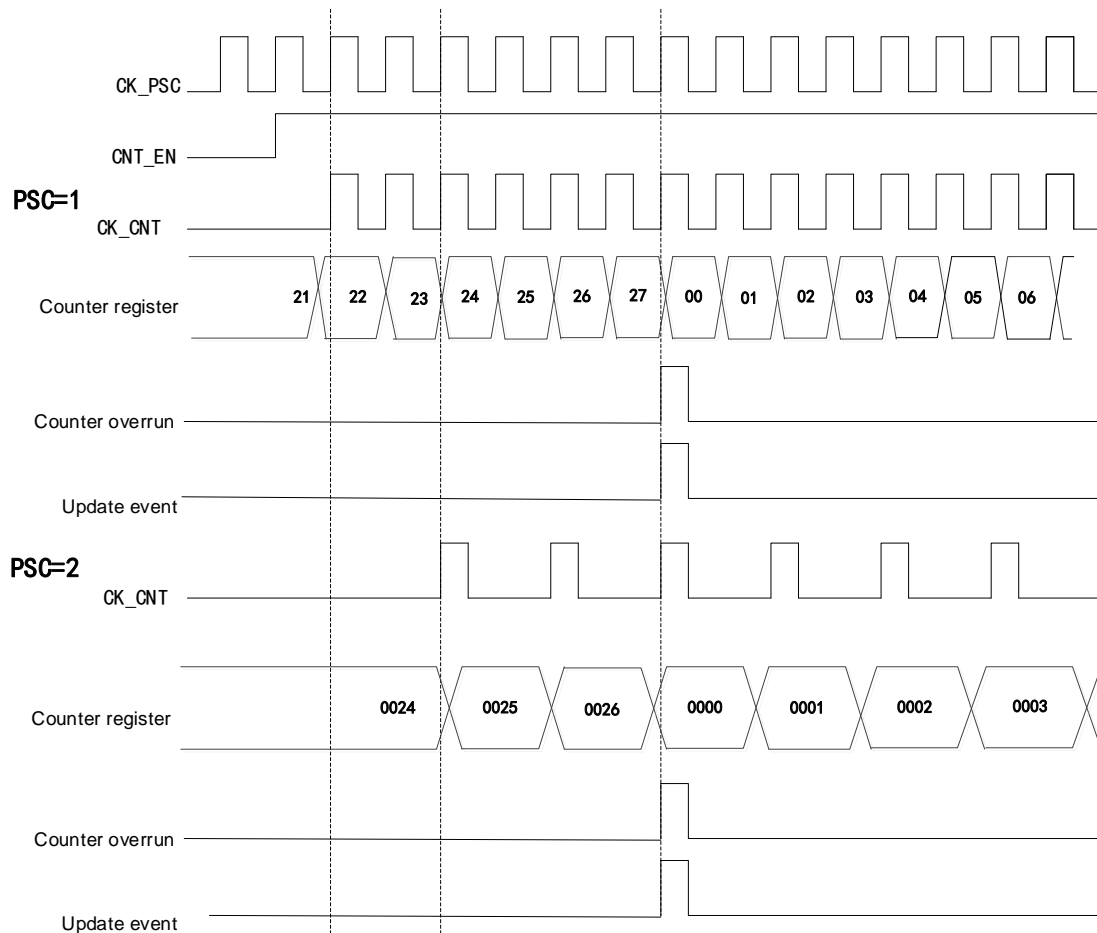 CK_PSC
CNT_EN
PSC=1
CK_CNT
Counter register 21 22 23 24 25 26 27 00 01 02 03 04 05 06
Counter overrun
Update event
PSC=2
CK_CNT
Counter register 0024 0025 0026 0000 0001 0002 0003
Counter overrun
Update event